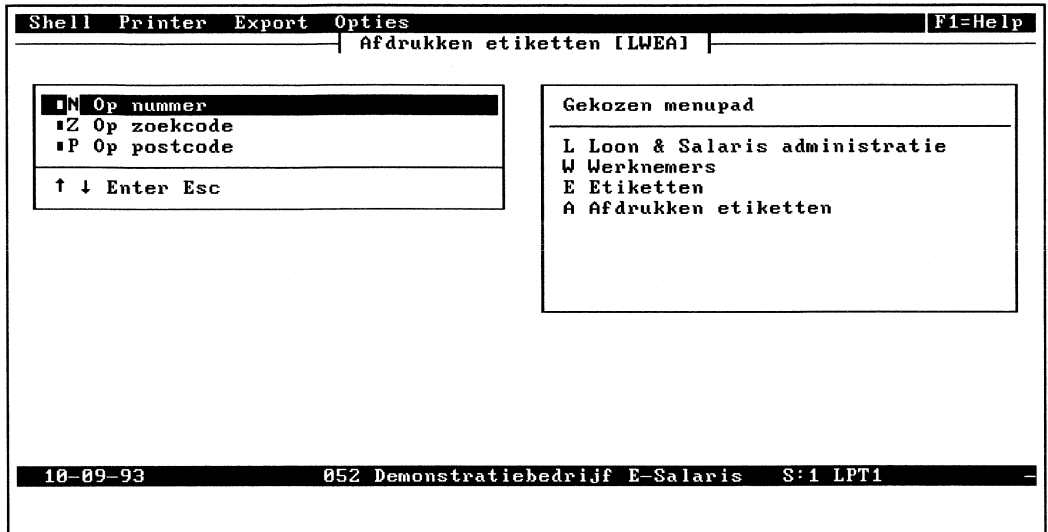 Shell Printer Export Opties F1=Help
Afdrukken etiketten [LWEA]
N Op nummer
Z Op zoekcode
P Op postcode
↑ ↓ Enter Esc
Gekozen menupad
L Loon & Salaris administratie
W Werknemers
E Etiketten
A Afdrukken etiketten
10-09-93 052 Demonstratiebedrijf E-Salaris S:1 LPT1